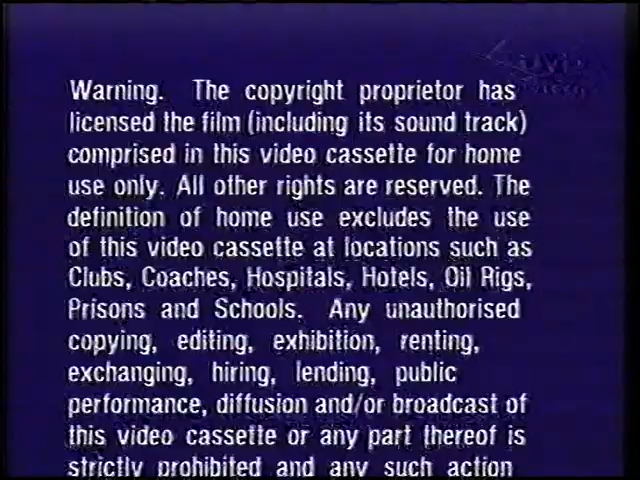 Warning. The copyright proprietor has
licensed the film (including its sound track)
comprised in this video cassette for home
use only. All other rights are reserved. The
definition of home use excludes the use
of this video cassette at locations such as
Clubs, Coaches, Hospitals, Hotels, Oil Rigs,
Prisons and Schools. Any unauthorised
copying, editing, exhibition, renting,
exchanging, hiring, lending, public
performance, diffusion and/or broadcast of
this video cassette or any part thereof is
strictly prohibited and any such action